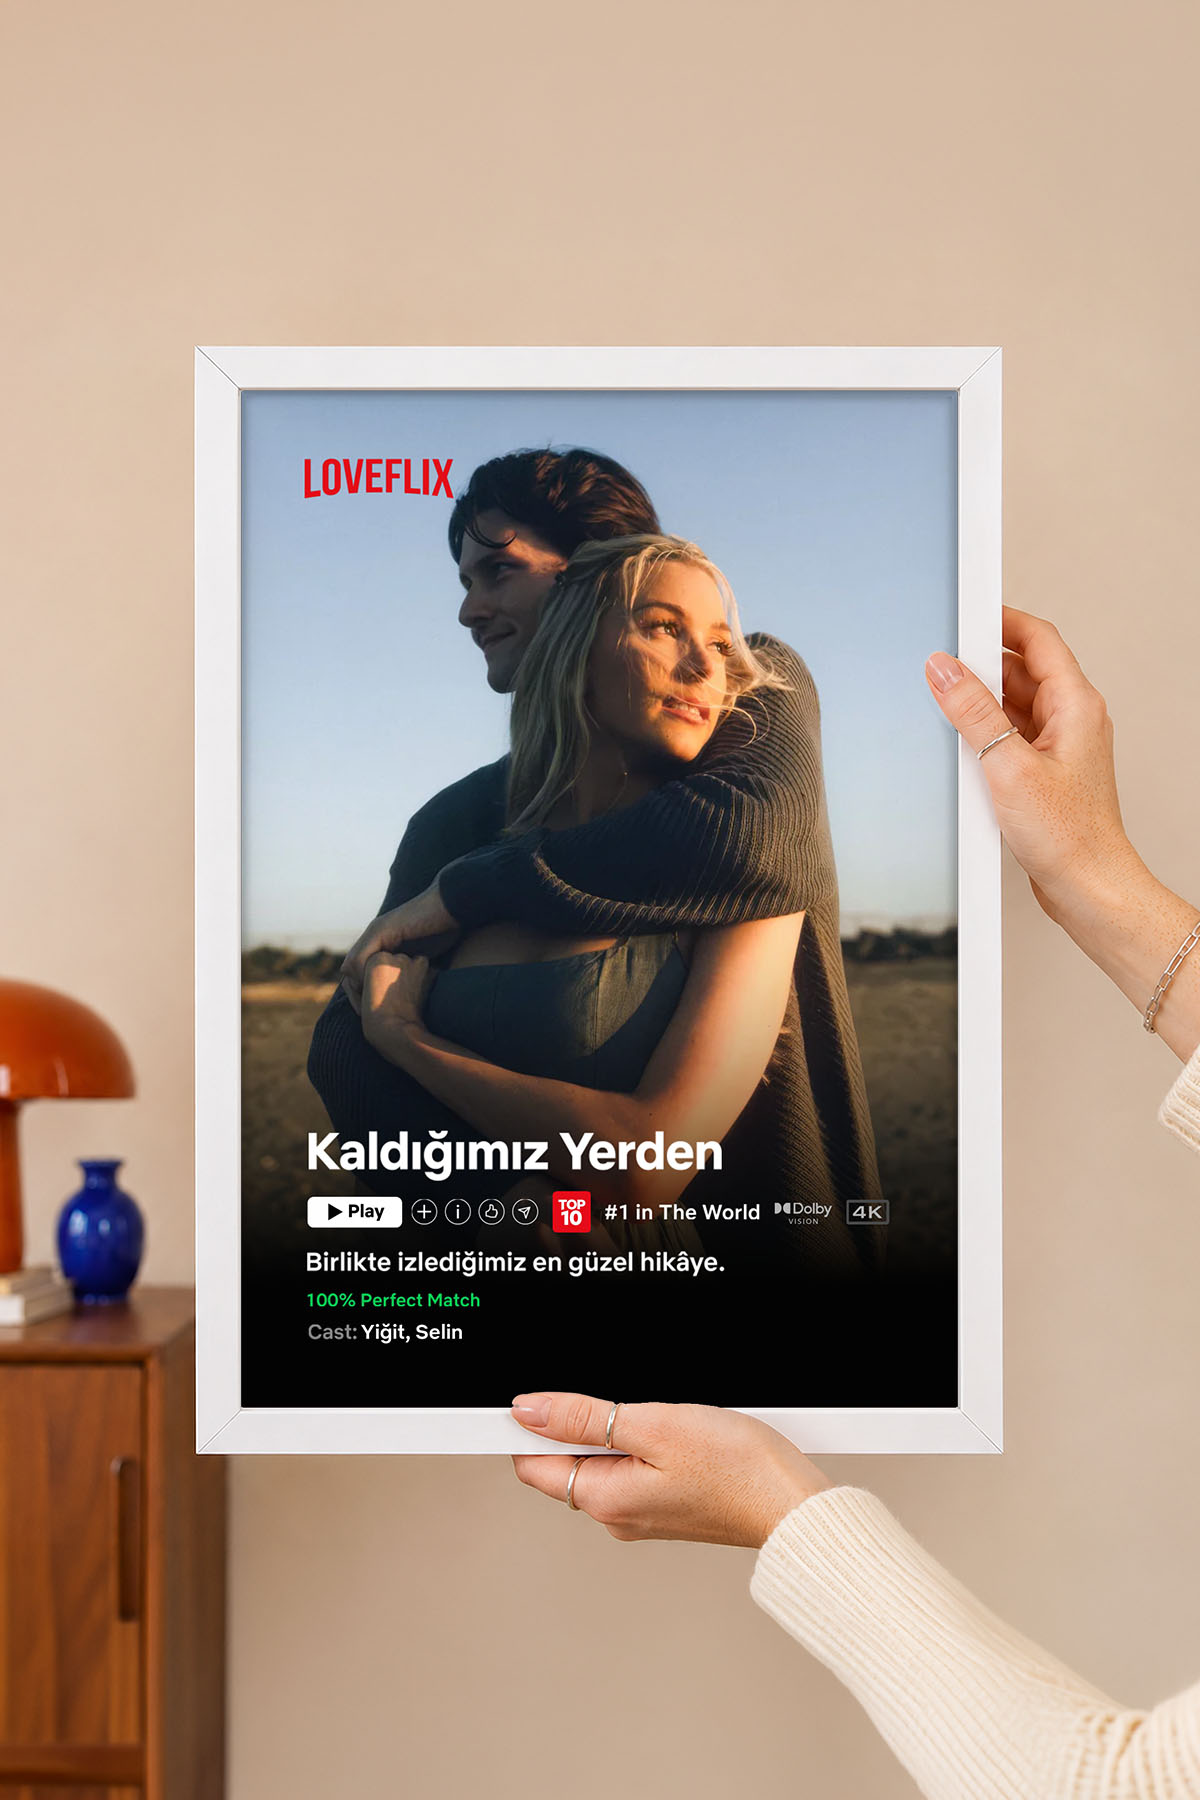 LOVEFLIX
Kaldığımız Yerden
Play TOP 10 #1 in The World Dolby VISION 4K
Birlikte izlediğimiz en güzel hikâye.
100% Perfect Match
Cast: Yiğit, Selin